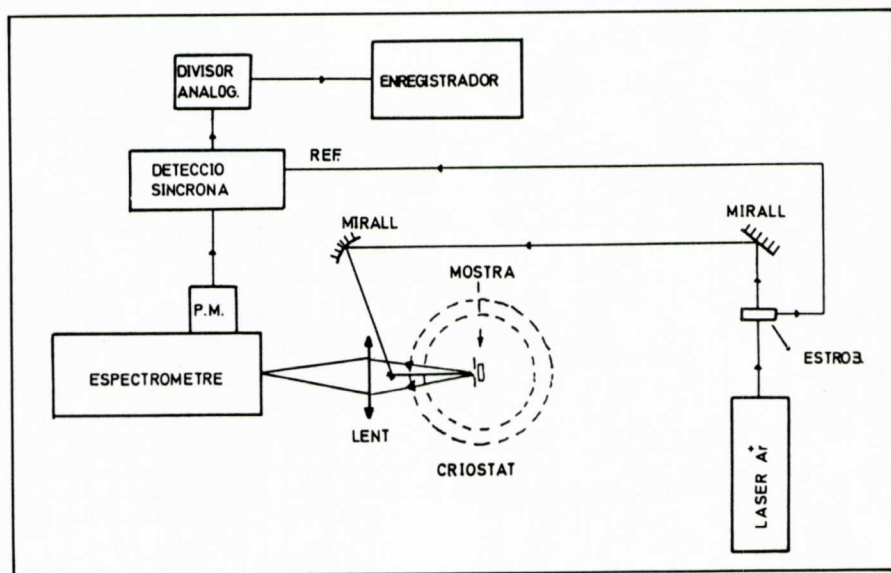 DIVISOR
ANALOG.
ENREGISTRADOR
DETECCIO
SINCRONA
REF.
MIRALL
MIRALL
MOSTRA
P.M.
ESTROB.
ESPECTROMETRE
LENT
CRIOSTAT
LASER Ar+